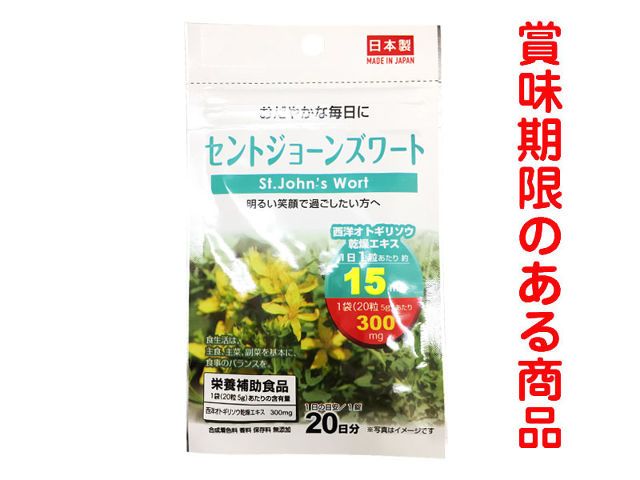 日本製
MADE IN JAPAN
おだやかな毎日に
セントジョーンズワート
St.John's Wort
明るい笑顔で過ごしたい方へ
西洋オトギリソウ
乾燥エキス
1日1粒あたり 約
15
1袋(20粒 5g)あたり
300
mg
食生活は、
主食、主菜、副菜を基本に、
食事のバランスを。
栄養補助食品
1袋(20粒 5g)あたりの含有量
西洋オトギリソウ乾燥エキス 300mg
合成着色料 香料 保存料 無添加
1日の目安/1錠
20日分
※写真はイメージです
賞味期限のある商品